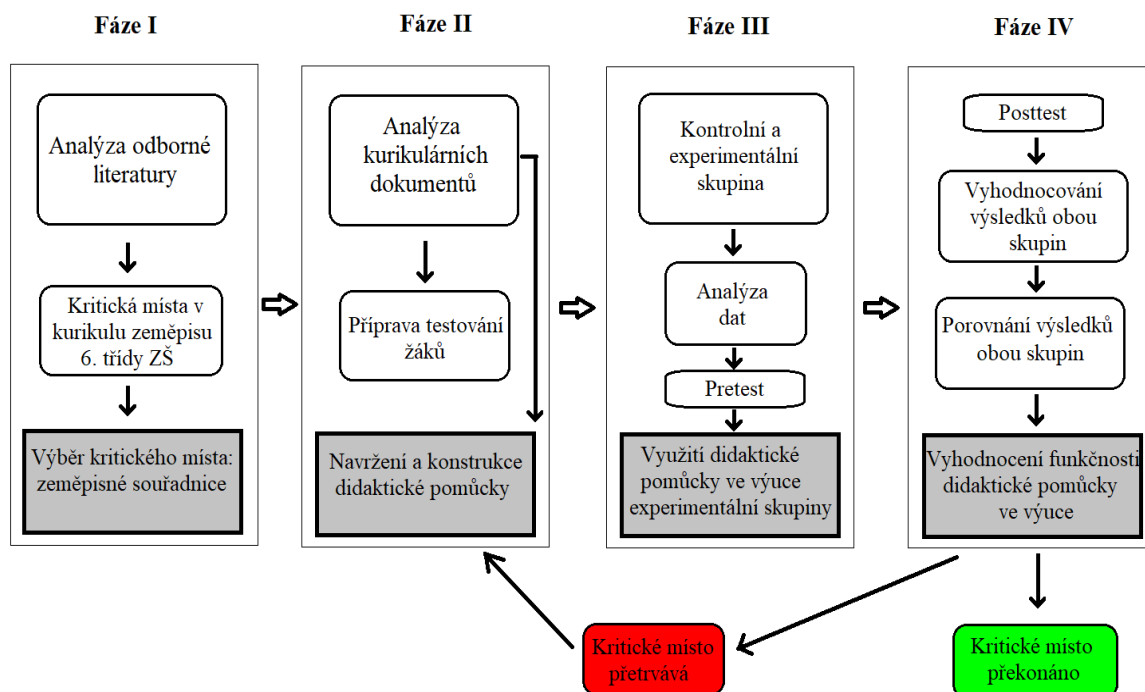 Fáze I
Analýza odborné
literatury
Kritická místa v
kurikulu zeměpisu
6. třídy ZŠ
Výběr kritického místa:
zeměpisné souřadnice
Fáze II
Analýza
kurikulárních
dokumentů
Příprava testování
žáků
Navržení a konstrukce
didaktické pomůcky
Fáze III
Kontrolní a
experimentální
skupina
Analýza
dat
Pretest
Využití didaktické
pomůcky ve výuce
experimentální skupiny
Fáze IV
Posttest
Vyhodnocování
výsledků obou
skupin
Porovnání výsledků
obou skupin
Vyhodnocení funkčnosti
didaktické pomůcky
ve výuce
Kritické místo
přetrvává
Kritické místo
překonáno